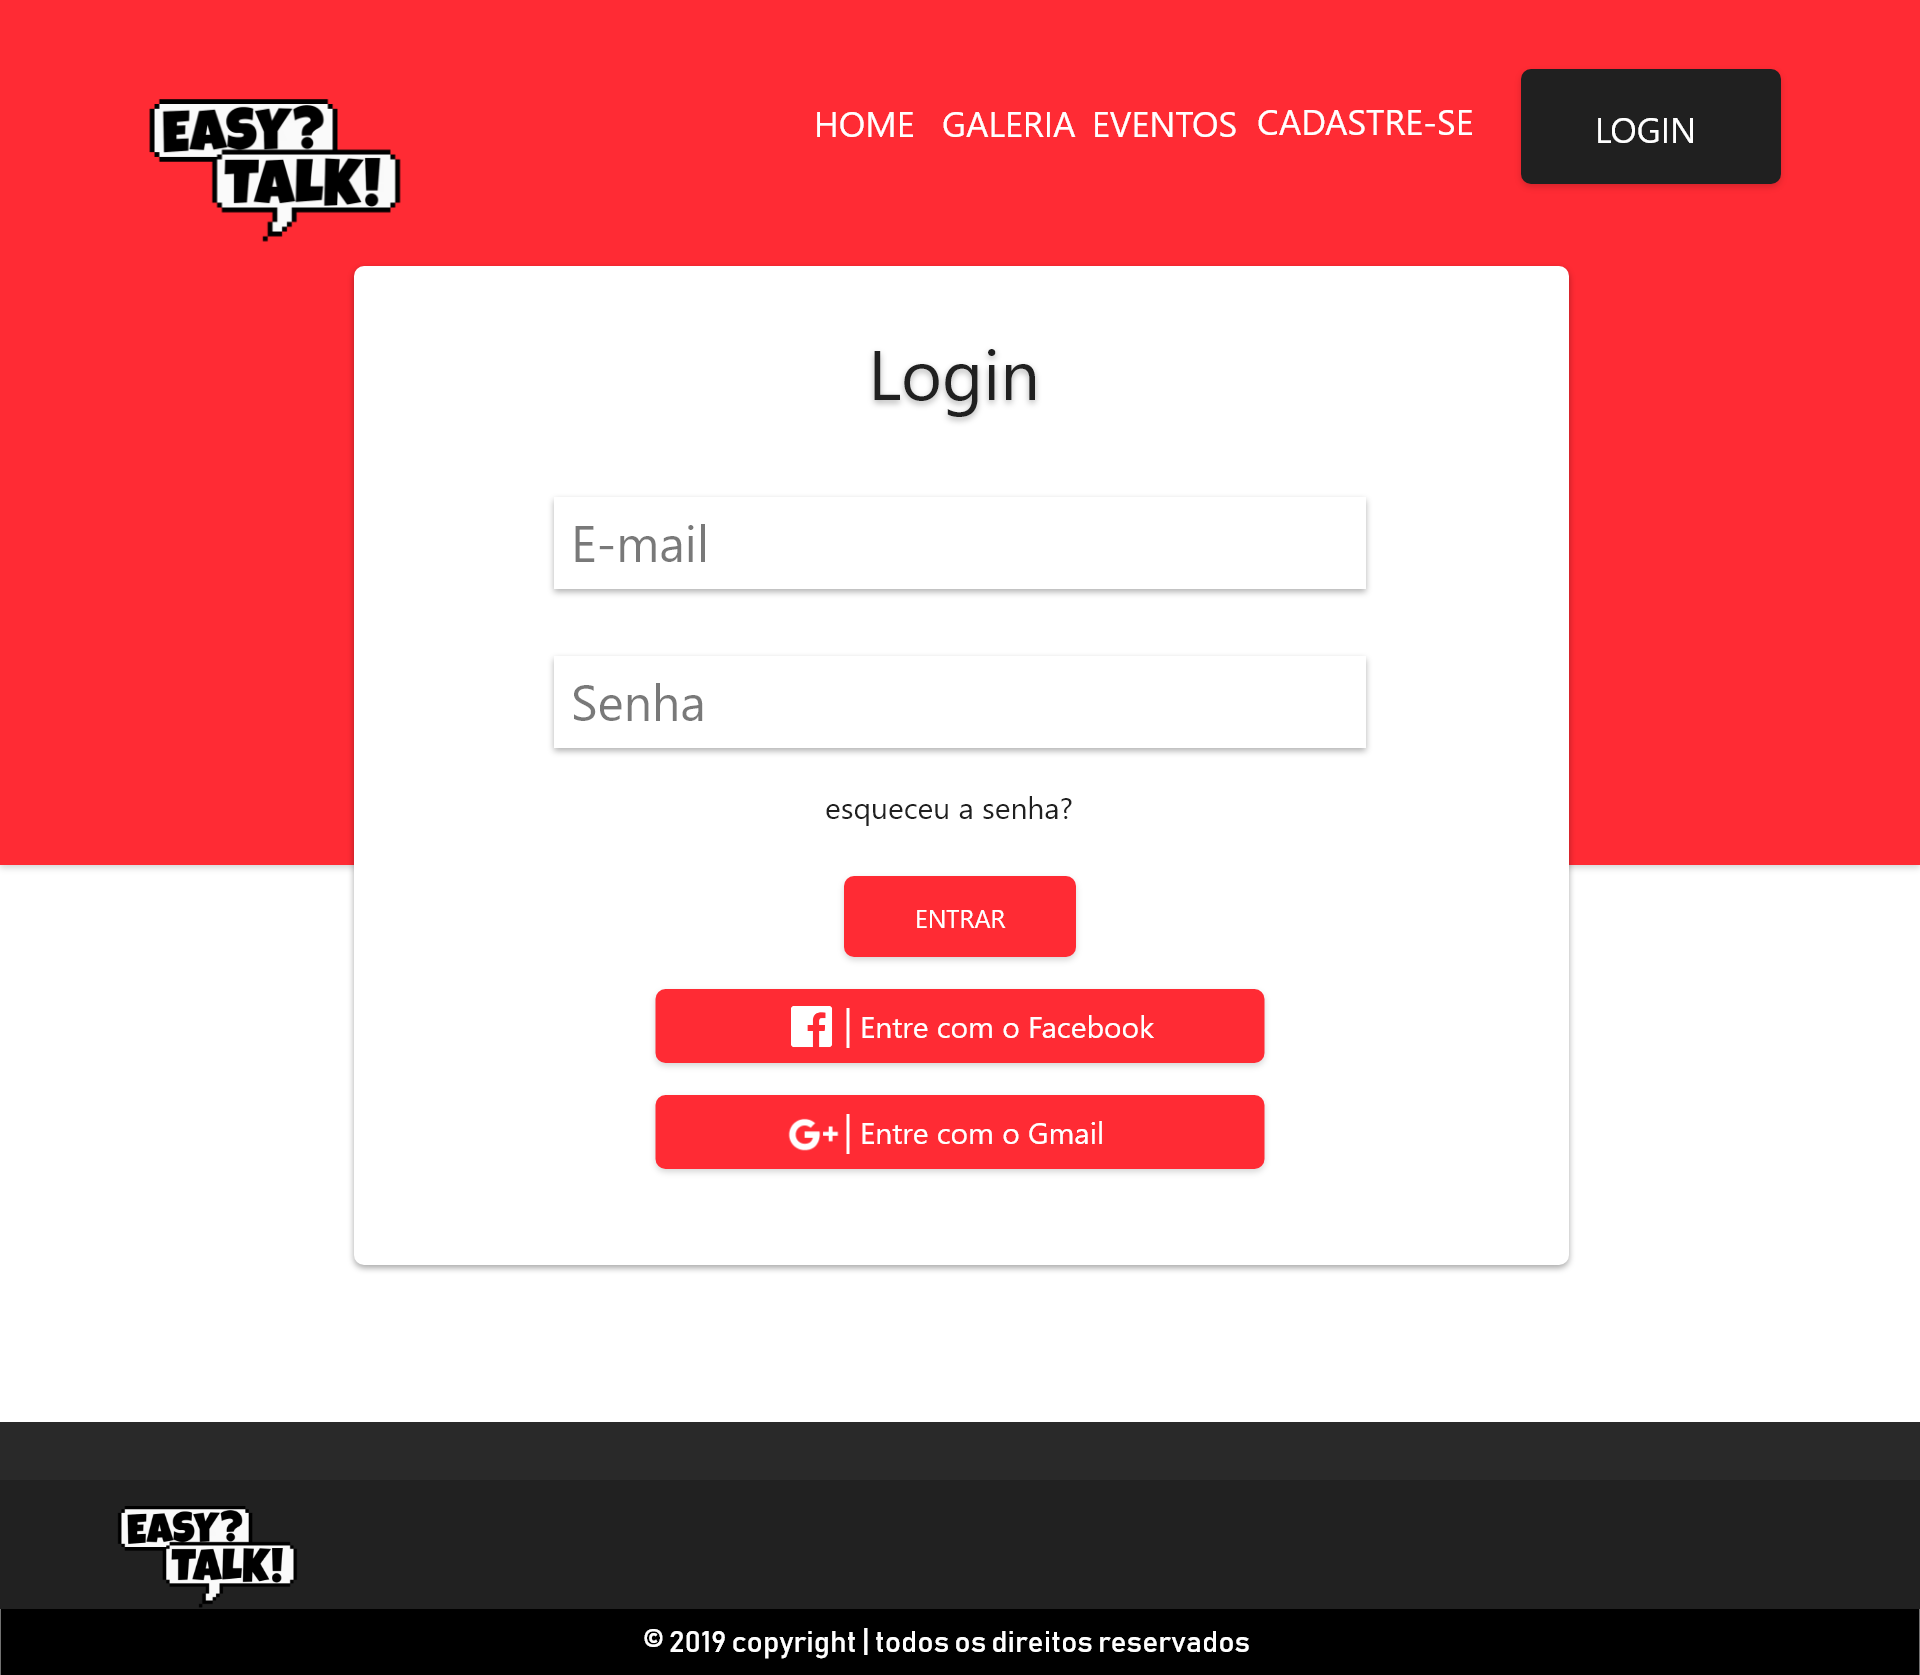 EASY?
TALK!
HOME GALERIA EVENTOS CADASTRE-SE LOGIN
Login
E-mail
Senha
esqueceu a senha?
ENTRAR
| Entre com o Facebook
G+ | Entre com o Gmail
EASY?
TALK!
© 2019 copyright | todos os direitos reservados